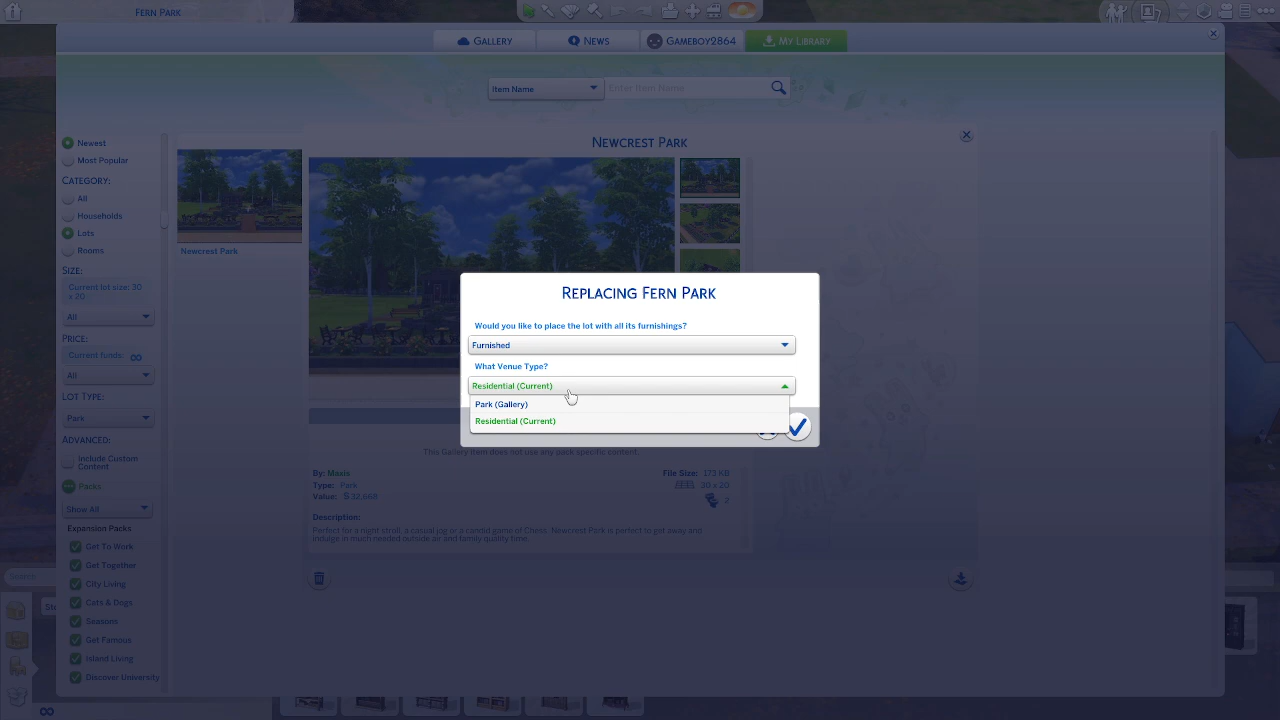 Fern Park
Gallery
News
Gameboy2864
My Library
Item Name
Enter Item Name
Newcrest Park
Newest
Most Popular
Category:
All
Households
Lots
Rooms
Size:
Current lot size: 30
x 20
All
Price:
Current funds:
All
Lot Type:
Park
Advanced:
Include Custom
Content
Packs
Show All
Expansion Packs
Get To Work
Get Together
City Living
Cats & Dogs
Seasons
Get Famous
Island Living
Discover University
Newcrest Park
Replacing Fern Park
Would you like to place the lot with all its furnishings?
Furnished
What Venue Type?
Residential (Current)
Park (Gallery)
Residential (Current)
This Gallery Item does not use any pack specific content.
By: Maxis
Type: Park
Value: §32,668
File Size: 173 KB
30 x 20
2
Description:
Perfect for a night stroll, a casual jog or a candid game of Chess. Newcrest Park is perfect to get away and
indulge in much needed outside air and family quality time.
Search